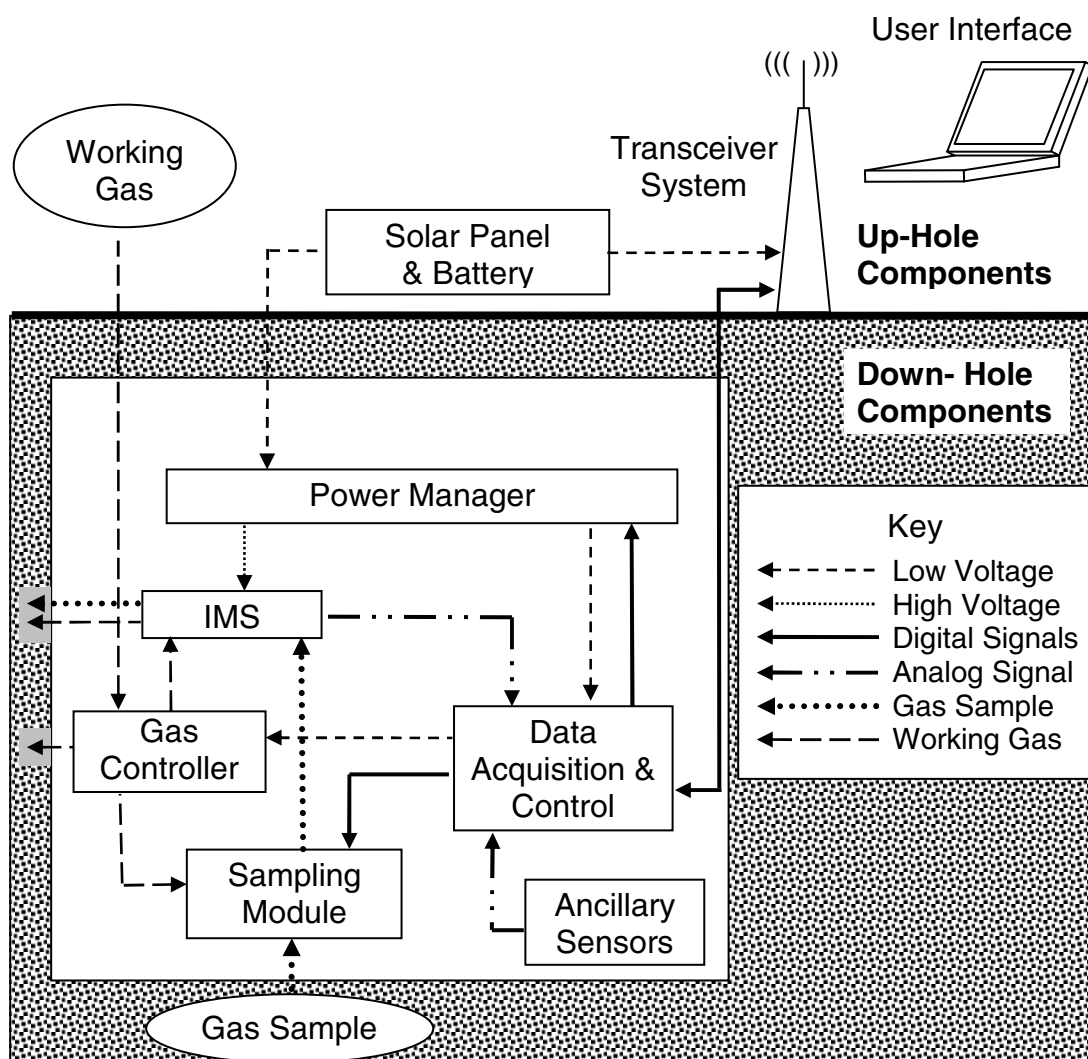 User Interface
((( )))
Transceiver
System
Working
Gas
Solar Panel
& Battery
Up-Hole
Components
Down- Hole
Components
Power Manager
IMS
Gas
Controller
Data
Acquisition &
Control
Sampling
Module
Ancillary
Sensors
Gas Sample
Key
Low Voltage
High Voltage
Digital Signals
Analog Signal
Gas Sample
Working Gas